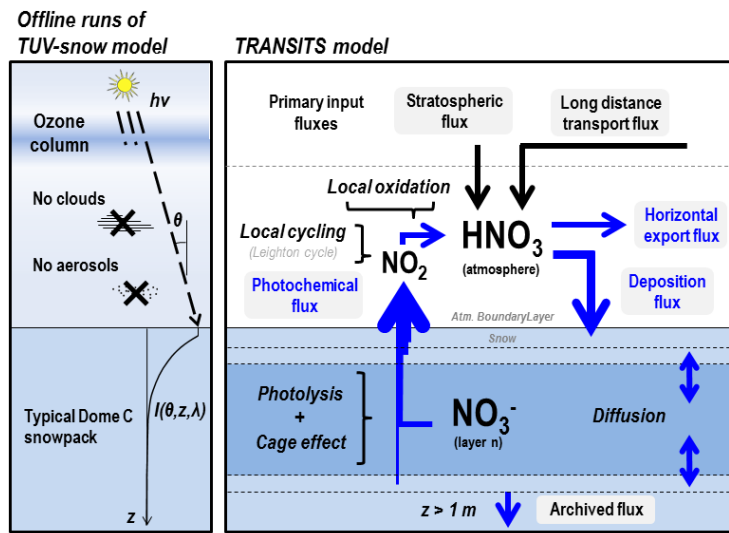 Offline runs of
TUV-snow model
TRANSITS model
hν
Ozone
column
No clouds
θ
No aerosols
I(θ,z,λ)
Typical Dome C
snowpack
z
Primary input
fluxes
Stratospheric
flux
Long distance
transport flux
Local oxidation
Local cycling
(Leighton cycle)
NO2
HNO3
(atmosphere)
Horizontal
export flux
Photochemical
flux
Deposition
flux
Atm. BoundaryLayer
Snow
Photolysis
+
Cage effect
NO3-
(layer n)
Diffusion
z > 1 m
Archived flux